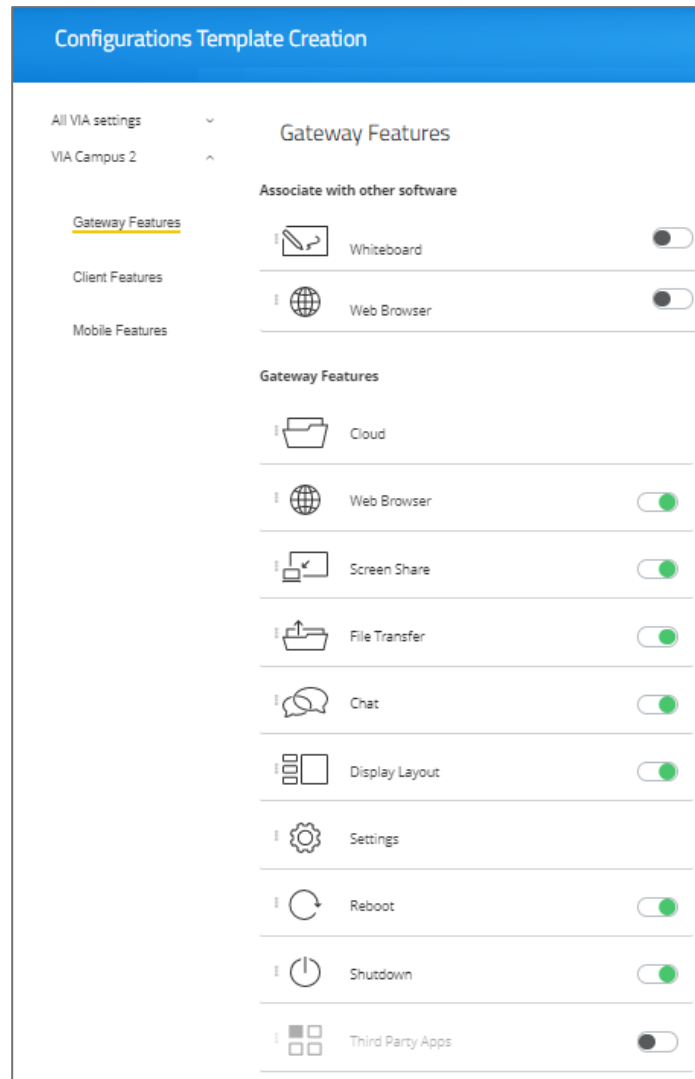 Configurations Template Creation
All VIA settings
VIA Campus 2
Gateway Features
Client Features
Mobile Features
Gateway Features
Associate with other software
Whiteboard
Web Browser
Gateway Features
Cloud
Web Browser
Screen Share
File Transfer
Chat
Display Layout
Settings
Reboot
Shutdown
Third Party Apps